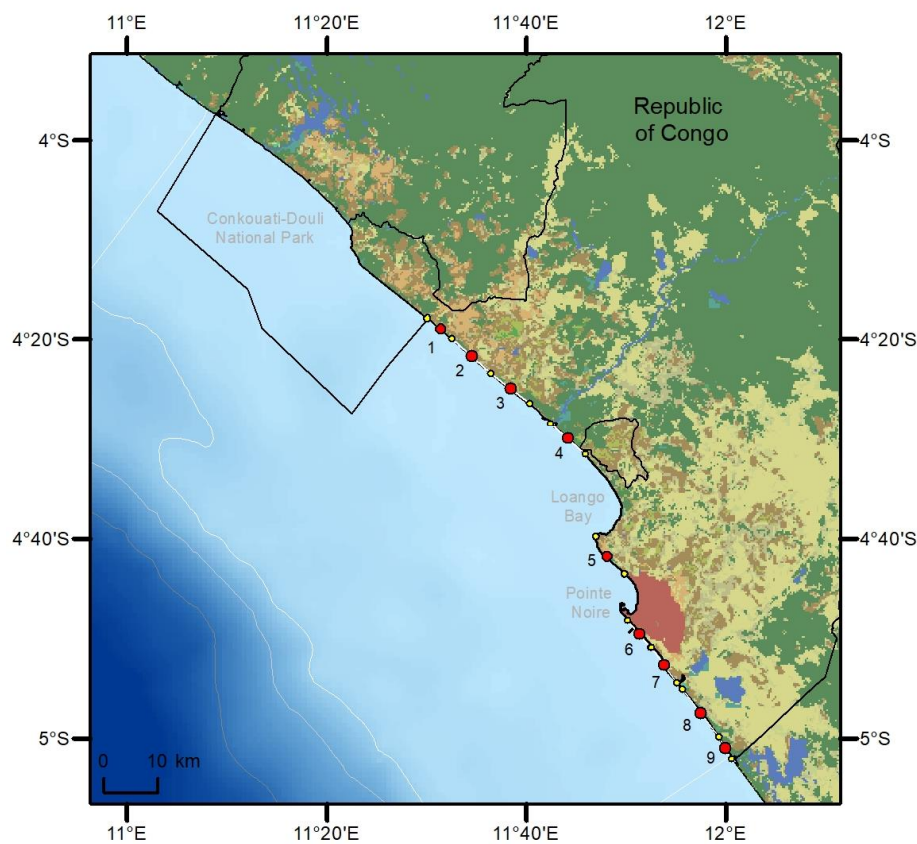 11°E 11°20'E 11°40'E 12°E
Republic
of Congo
4°S 4°S
Conkouati-Douli
National Park
4°20'S 4°20'S
1
2
3
4
Loango
Bay
4°40'S 4°40'S
5
Pointe
Noire
6
7
8
5°S 5°S
9
0 10 km
11°E 11°20'E 11°40'E 12°E